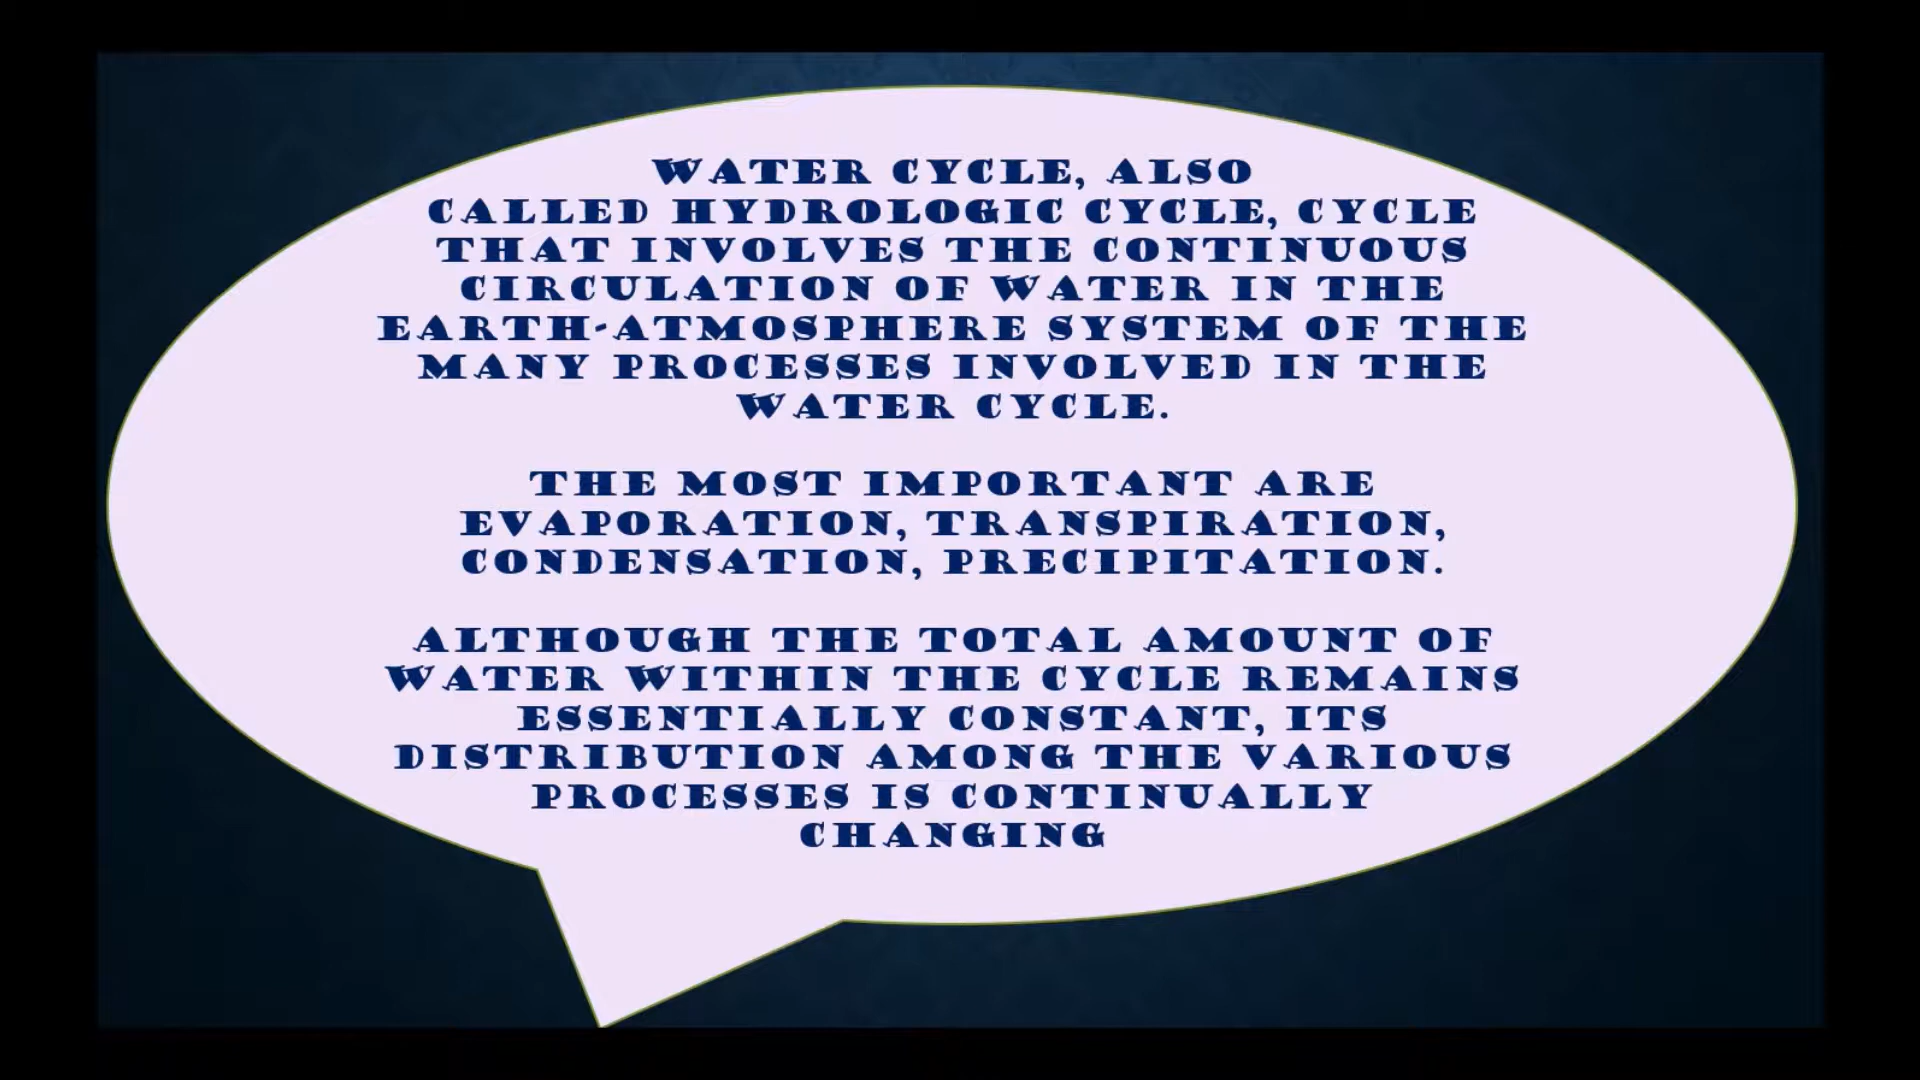 WATER CYCLE, ALSO
CALLED HYDROLOGIC CYCLE, CYCLE
THAT INVOLVES THE CONTINUOUS
CIRCULATION OF WATER IN THE
EARTH-ATMOSPHERE SYSTEM OF THE
MANY PROCESSES INVOLVED IN THE
WATER CYCLE.
THE MOST IMPORTANT ARE
EVAPORATION, TRANSPIRATION,
CONDENSATION, PRECIPITATION.
ALTHOUGH THE TOTAL AMOUNT OF
WATER WITHIN THE CYCLE REMAINS
ESSENTIALLY CONSTANT, ITS
DISTRIBUTION AMONG THE VARIOUS
PROCESSES IS CONTINUALLY
CHANGING